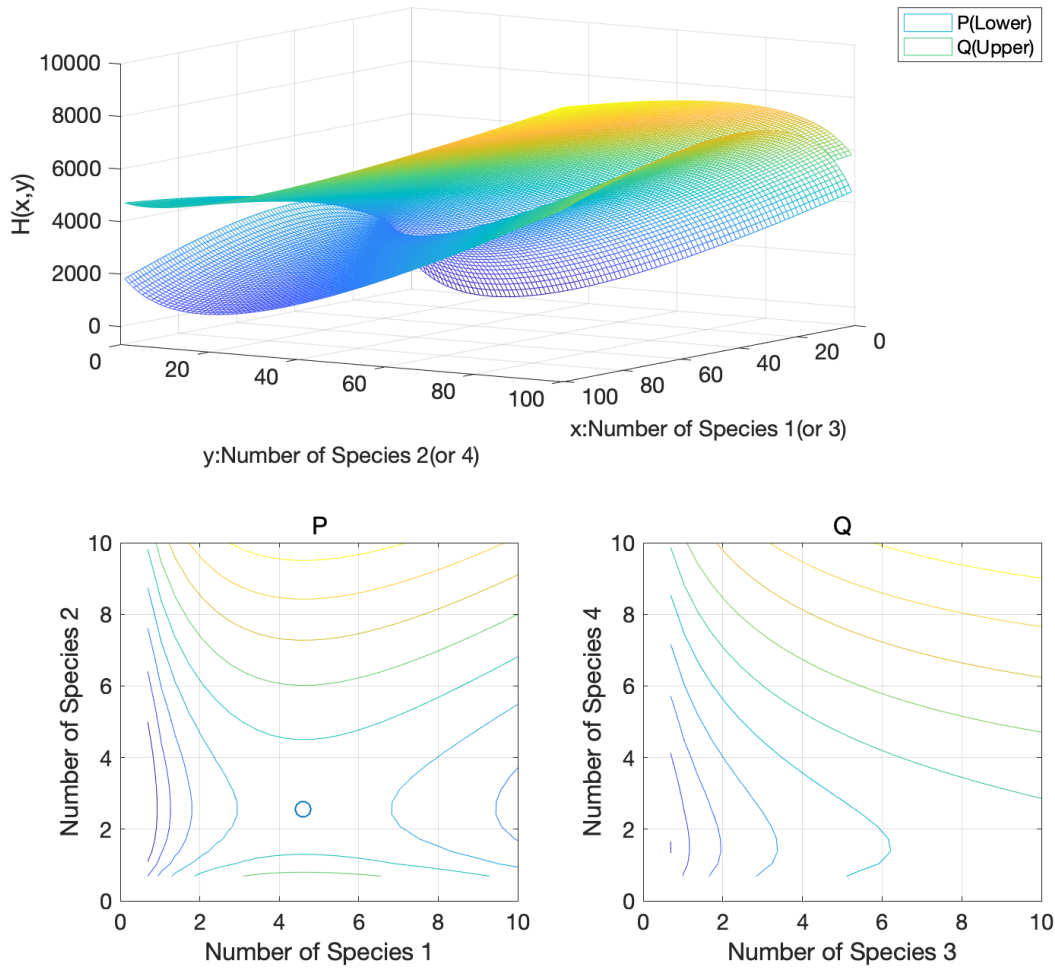 P(Lower)
Q(Upper)
H(x,y)
10000
8000
6000
4000
2000
0
0
20
40
60
80
100
100
80
60
40
20
0
y:Number of Species 2(or 4)
x:Number of Species 1(or 3)
P
Number of Species 2
10
8
6
4
2
0
0 2 4 6 8 10
Number of Species 1
Q
Number of Species 4
10
8
6
4
2
0
0 2 4 6 8 10
Number of Species 3